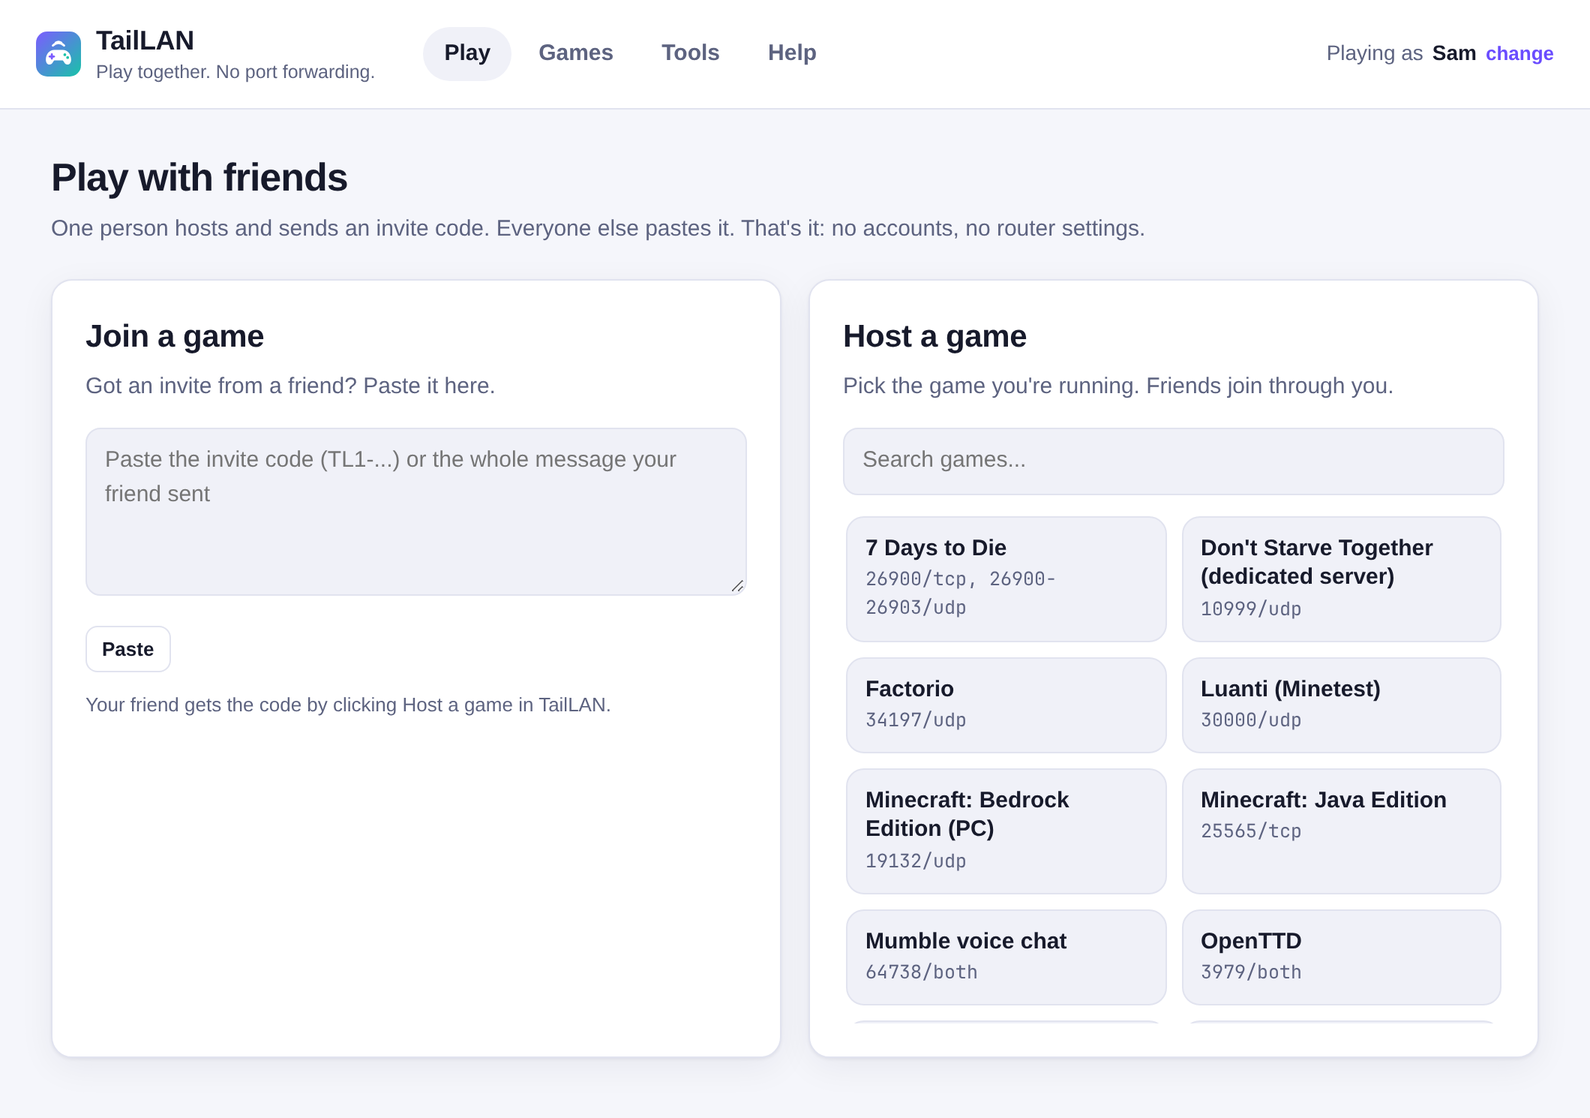 TailLAN
Play together. No port forwarding.
Play
Games
Tools
Help
Playing as Sam change
Play with friends
One person hosts and sends an invite code. Everyone else pastes it. That's it: no accounts, no router settings.
Join a game
Got an invite from a friend? Paste it here.
Paste the invite code (TL1-...) or the whole message your
friend sent
Paste
Your friend gets the code by clicking Host a game in TailLAN.
Host a game
Pick the game you're running. Friends join through you.
Search games...
7 Days to Die
26900/tcp, 26900-
26903/udp
Don't Starve Together
(dedicated server)
10999/udp
Factorio
34197/udp
Luanti (Minetest)
30000/udp
Minecraft: Bedrock
Edition (PC)
19132/udp
Minecraft: Java Edition
25565/tcp
Mumble voice chat
64738/both
OpenTTD
3979/both